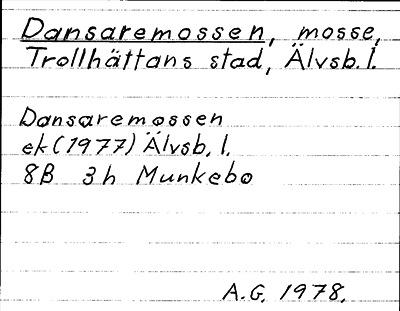 Dansaremossen, mosse,
Trollhättans stad, Älvsb. l.
Dansaremossen
ek (1977) Älvsb. l.
8B 3h Munkebo
A.G. 1978.